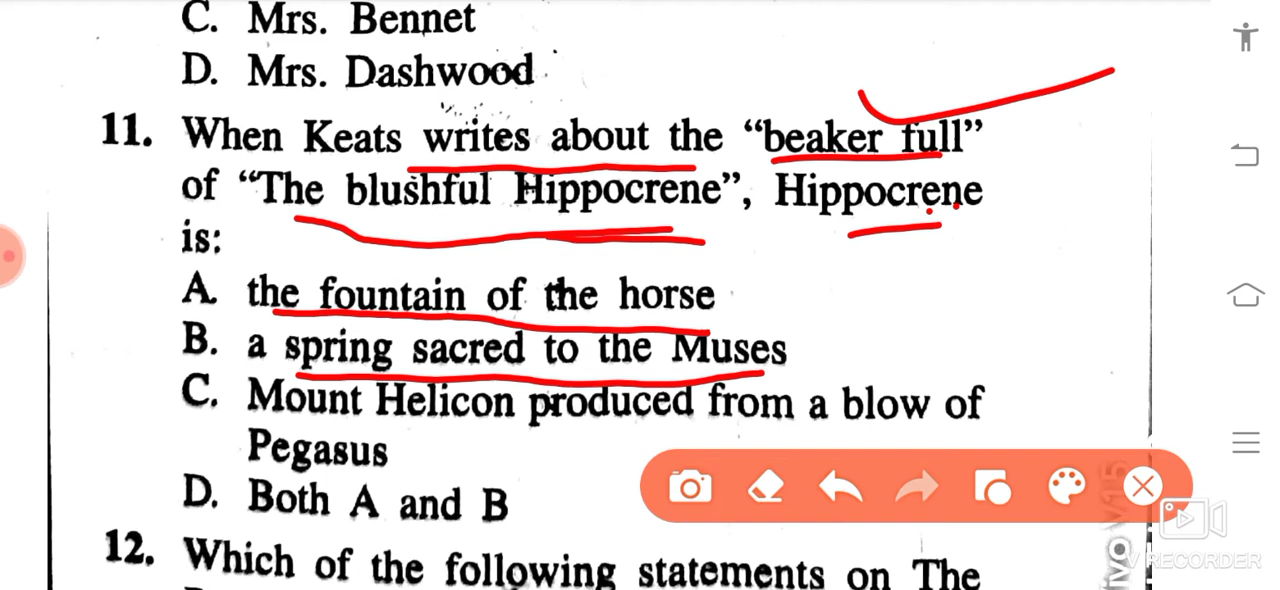 C. Mrs. Bennet
D. Mrs. Dashwood
11. When Keats writes about the “beaker full”
of “The blushful Hippocrene”, Hippocrene
is:
A. the fountain of the horse
B. a spring sacred to the Muses
C. Mount Helicon produced from a blow of
Pegasus
D. Both A and B
12. Which of the following statements on The
vivo V15
V RECORDER